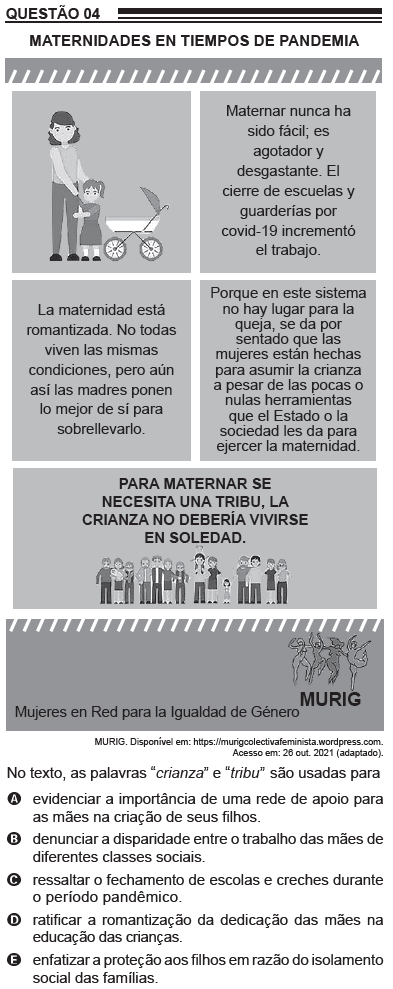 QUESTÃO 04
MATERNIDADES EN TIEMPOS DE PANDEMIA
Maternar nunca ha
sido fácil; es
agotador y
desgastante. El
cierre de escuelas y
guarderías por
covid-19 incrementó
el trabajo.
La maternidad está
romantizada. No todas
viven las mismas
condiciones, pero aún
así las madres ponen
lo mejor de sí para
sobrellevarlo.
Porque en este sistema
no hay lugar para la
queja, se da por
sentado que las
mujeres están hechas
para asumir la crianza
a pesar de las pocas o
nulas herramientas
que el Estado o la
sociedad les da para
ejercer la maternidad.
PARA MATERNAR SE
NECESITA UNA TRIBU, LA
CRIANZA NO DEBERÍA VIVIRSE
EN SOLEDAD.
MURIG
Mujeres en Red para la Igualdad de Género
MURIG. Disponível em: https://murigcolectivafeminista.wordpress.com.
Acesso em: 26 out. 2021 (adaptado).
No texto, as palavras “crianza” e “tribu” são usadas para
A evidenciar a importância de uma rede de apoio para
as mães na criação de seus filhos.
B denunciar a disparidade entre o trabalho das mães de
diferentes classes sociais.
C ressaltar o fechamento de escolas e creches durante
o período pandêmico.
D ratificar a romantização da dedicação das mães na
educação das crianças.
E enfatizar a proteção aos filhos em razão do isolamento
social das famílias.